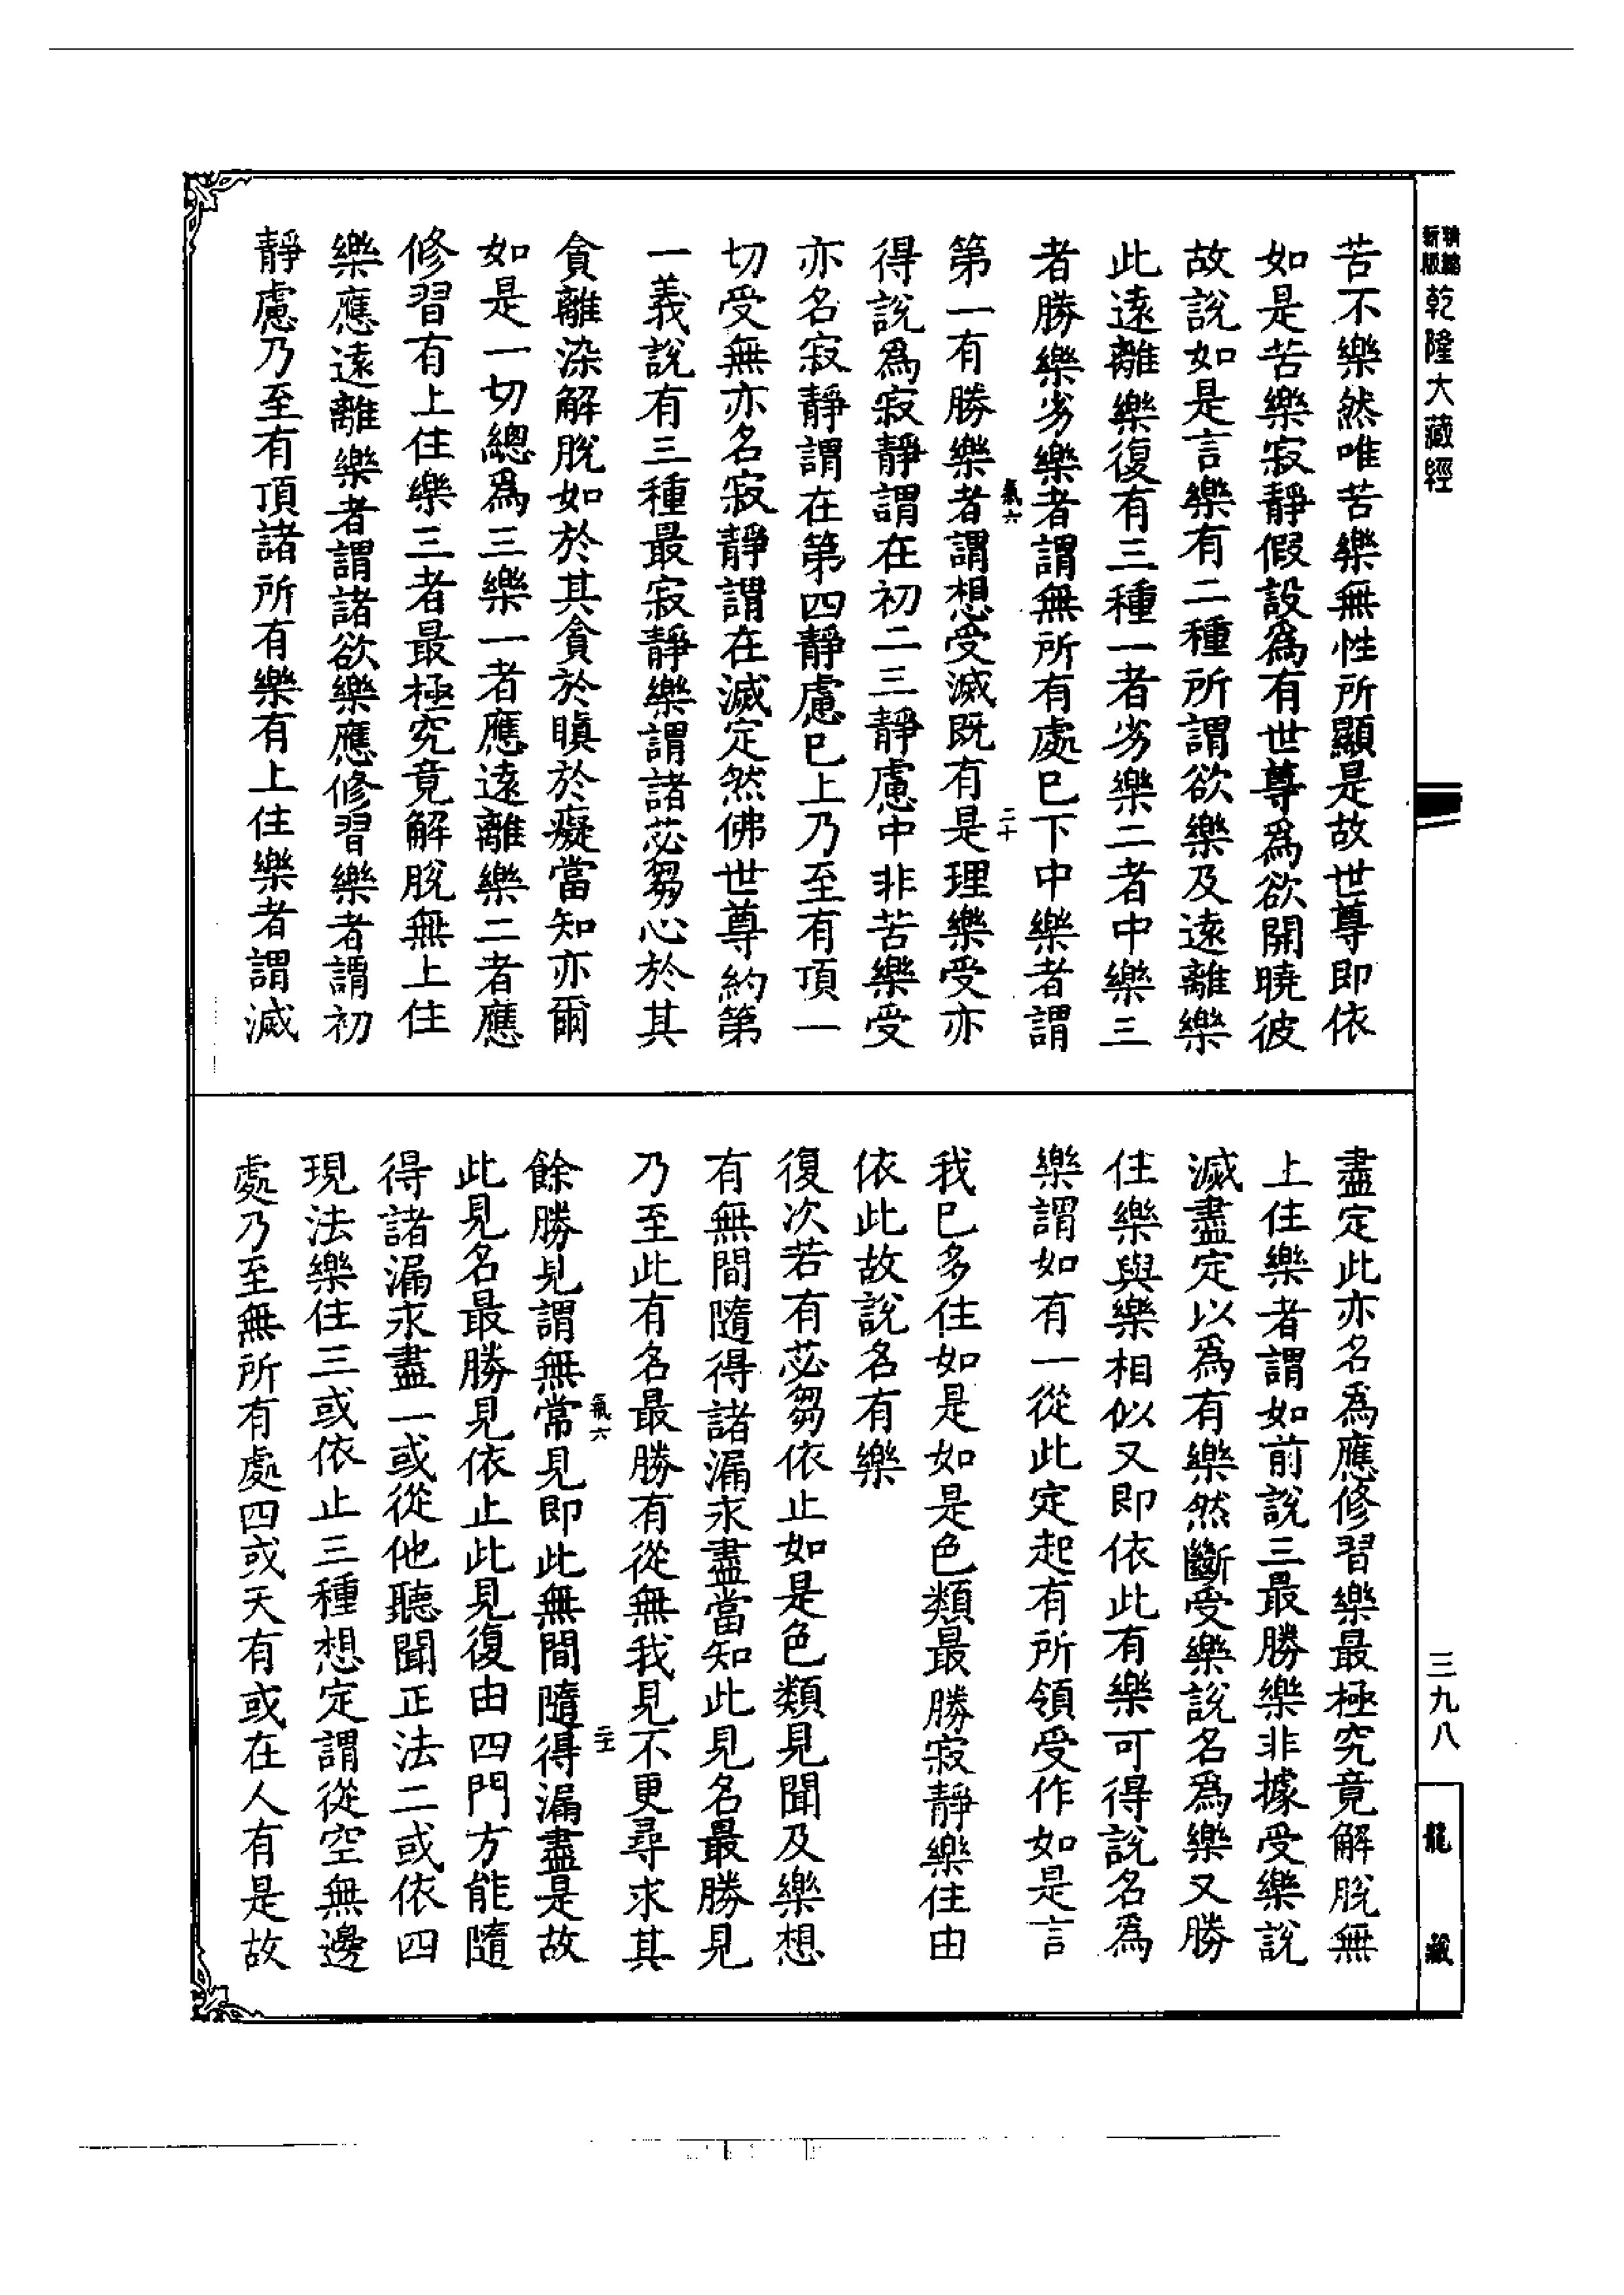 精縮新版
乾隆大藏經
苦不樂然唯苦樂無性所顯是故世尊即依
如是苦樂寂靜假設爲有世尊爲欲開曉彼
故說如是言樂有二種所謂欲樂及遠離樂
此遠離樂復有三種一者劣樂二者中樂三
者勝樂劣樂者謂無所有處已下中樂者謂
氣六
二十
第一有勝樂者謂想受滅既有是理樂受亦
得說爲寂靜謂在初二三靜慮中非苦樂受
亦名寂靜謂在第四靜慮已上乃至有頂一
切受無亦名寂靜謂在滅定然佛世尊約第
一義說有三種最寂靜樂謂諸苾芻心於其
貪離染解脫如於其貪於瞋於癡當知亦爾
如是一切總爲三樂一者應遠離樂二者應
修習有上住樂三者最極究竟解脫無上住
樂應遠離樂者謂諸欲樂應修習樂者謂初
靜慮乃至有頂諸所有樂有上住樂者謂滅
盡定此亦名爲應修習樂最極究竟解脫無
上住樂者謂如前說三最勝樂非據受樂說
滅盡定以爲有樂然斷受樂說名爲樂又勝
住樂與樂相似又即依此有樂可得說名爲
樂謂如有一從此定起有所領受作如是言
我已多住如是如是色類最勝寂靜樂住由
依此故說名有樂
復次若有苾芻依止如是色類見聞及樂想
有無間隨得諸漏永盡當知此見名最勝見
乃至此有名最勝有從無我見不更尋求其
氣六
二十一
餘勝見謂無常見即此無間隨得漏盡是故
此見名最勝見依止此見復由四門方能隨
得諸漏永盡一或從他聽聞正法二或依四
現法樂住三或依止三種想定謂從空無邊
處乃至無所有處四或天有或在人有是故
三九八
龍藏